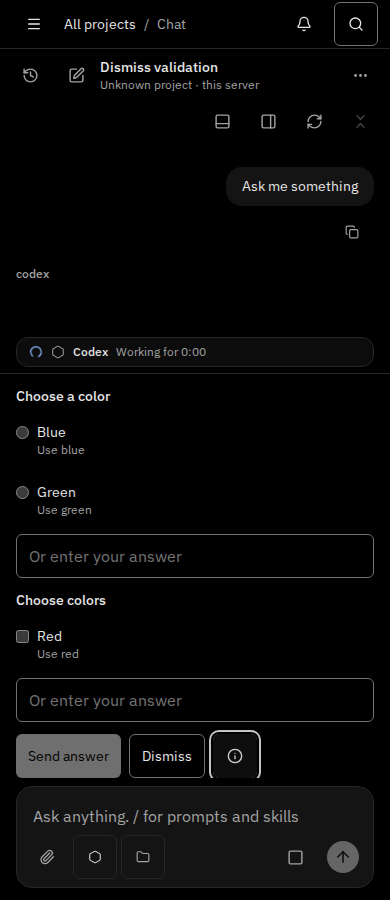 All projects / Chat
Dismiss validation
Unknown project · this server
Ask me something
codex
Codex Working for 0:00
Choose a color
Blue
Use blue
Green
Use green
Or enter your answer
Choose colors
Red
Use red
Or enter your answer
Send answer Dismiss
Ask anything. / for prompts and skills